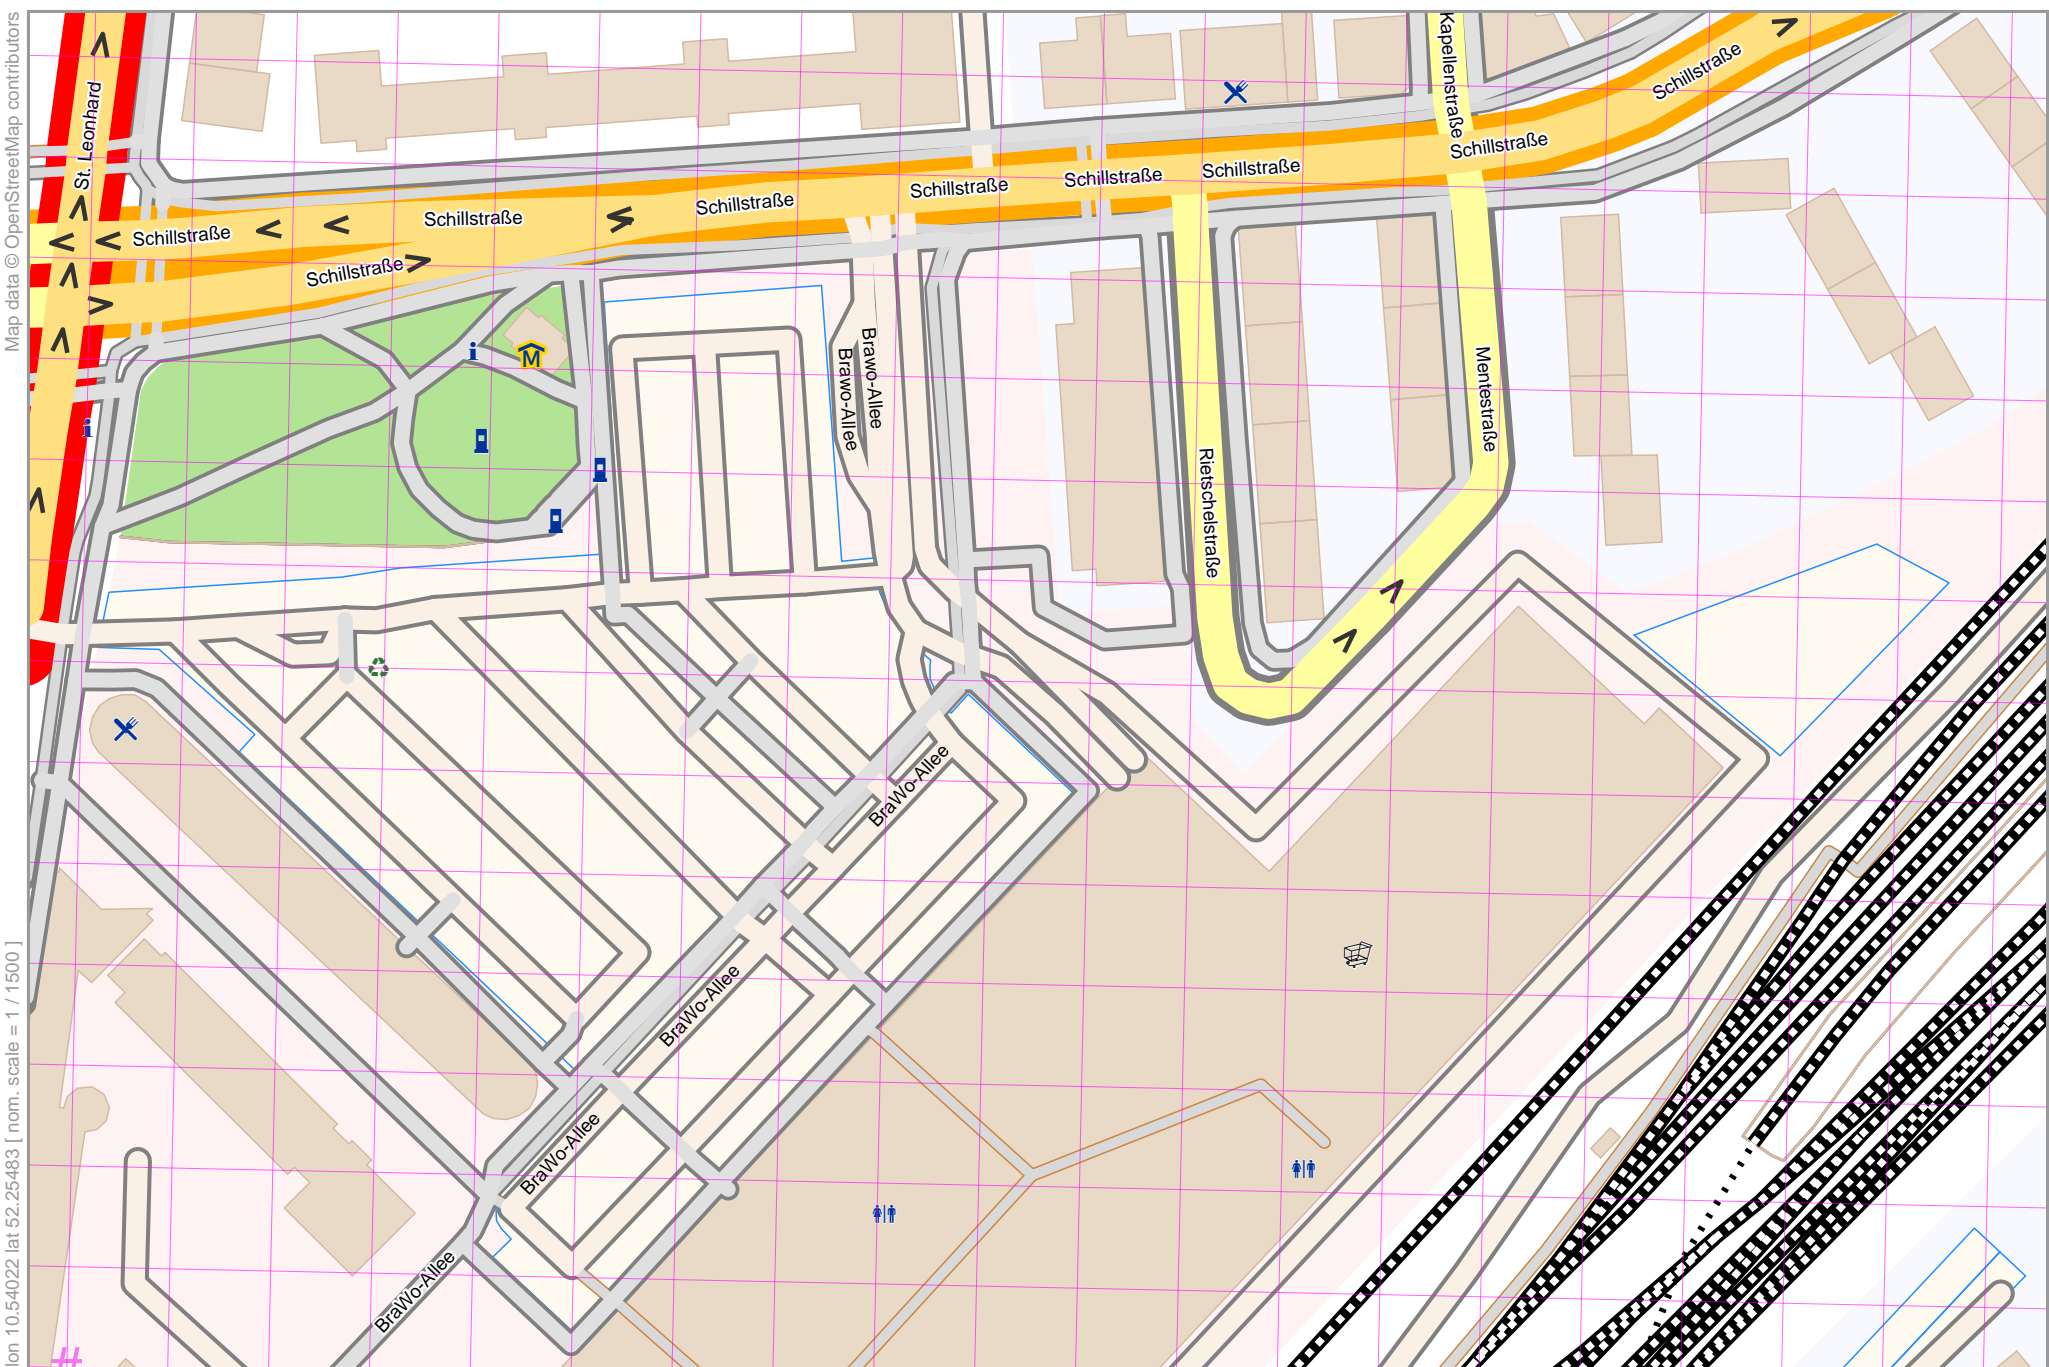 Map data © OpenStreetMap contributors
lon 10.54022 lat 52.25483 [ nom. scale = 1 / 1500 ]
St. Leonhard
Kapellenstraße
Schillstraße
Schillstraße
Schillstraße
Schillstraße
Schillstraße
Schillstraße
Schillstraße
Schillstraße
Schillstraße
Brawo-Allee
Brawo-Allee
Mentestraße
Rietschelstraße
BraWo-Allee
BraWo-Allee
BraWo-Allee
BraWo-Allee
i
M
i
#